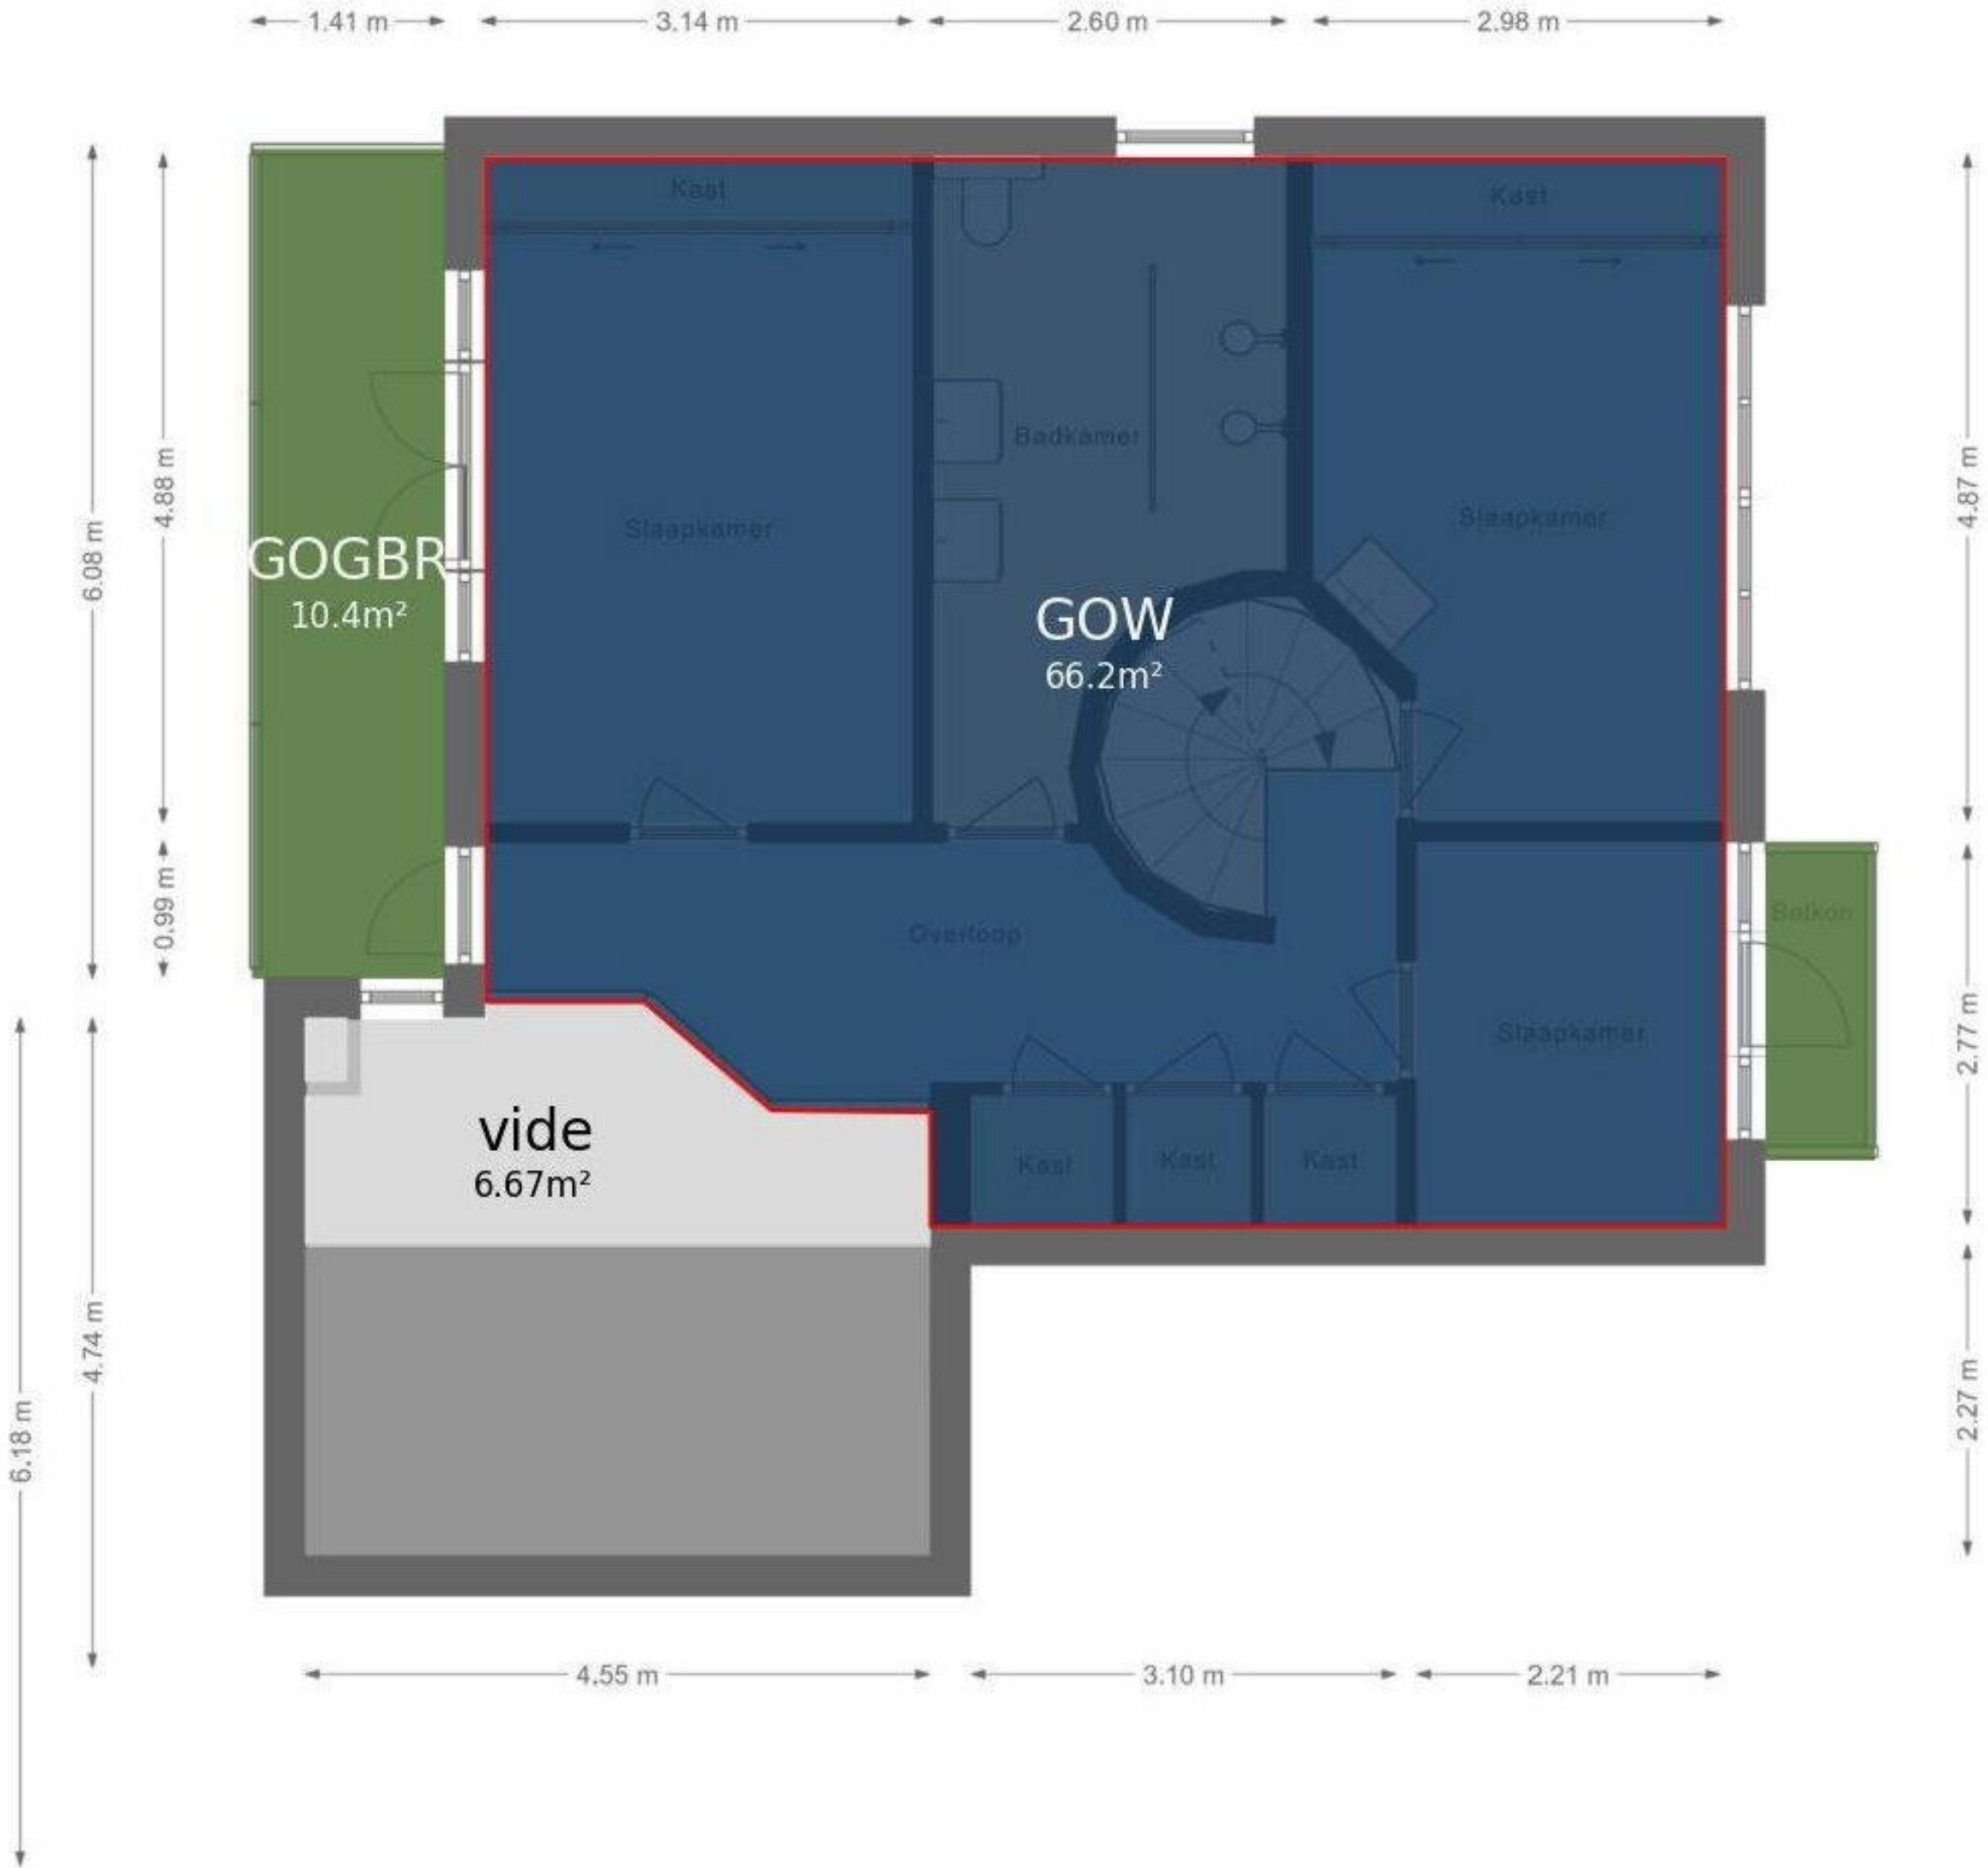 1.41 m
3.14 m
2.60 m
2.98 m
Kast
Kast
4.88 m
4.87 m
6.08 m
Badkamer
Slaapkamer
Slaapkamer
GOGBR
10.4m²
GOW
66.2m²
0.99 m
Overloop
Balkon
Slaapkamer
2.77 m
vide
6.67m²
Kast
Kast
Kast
4.74 m
6.18 m
2.27 m
4.55 m
3.10 m
2.21 m